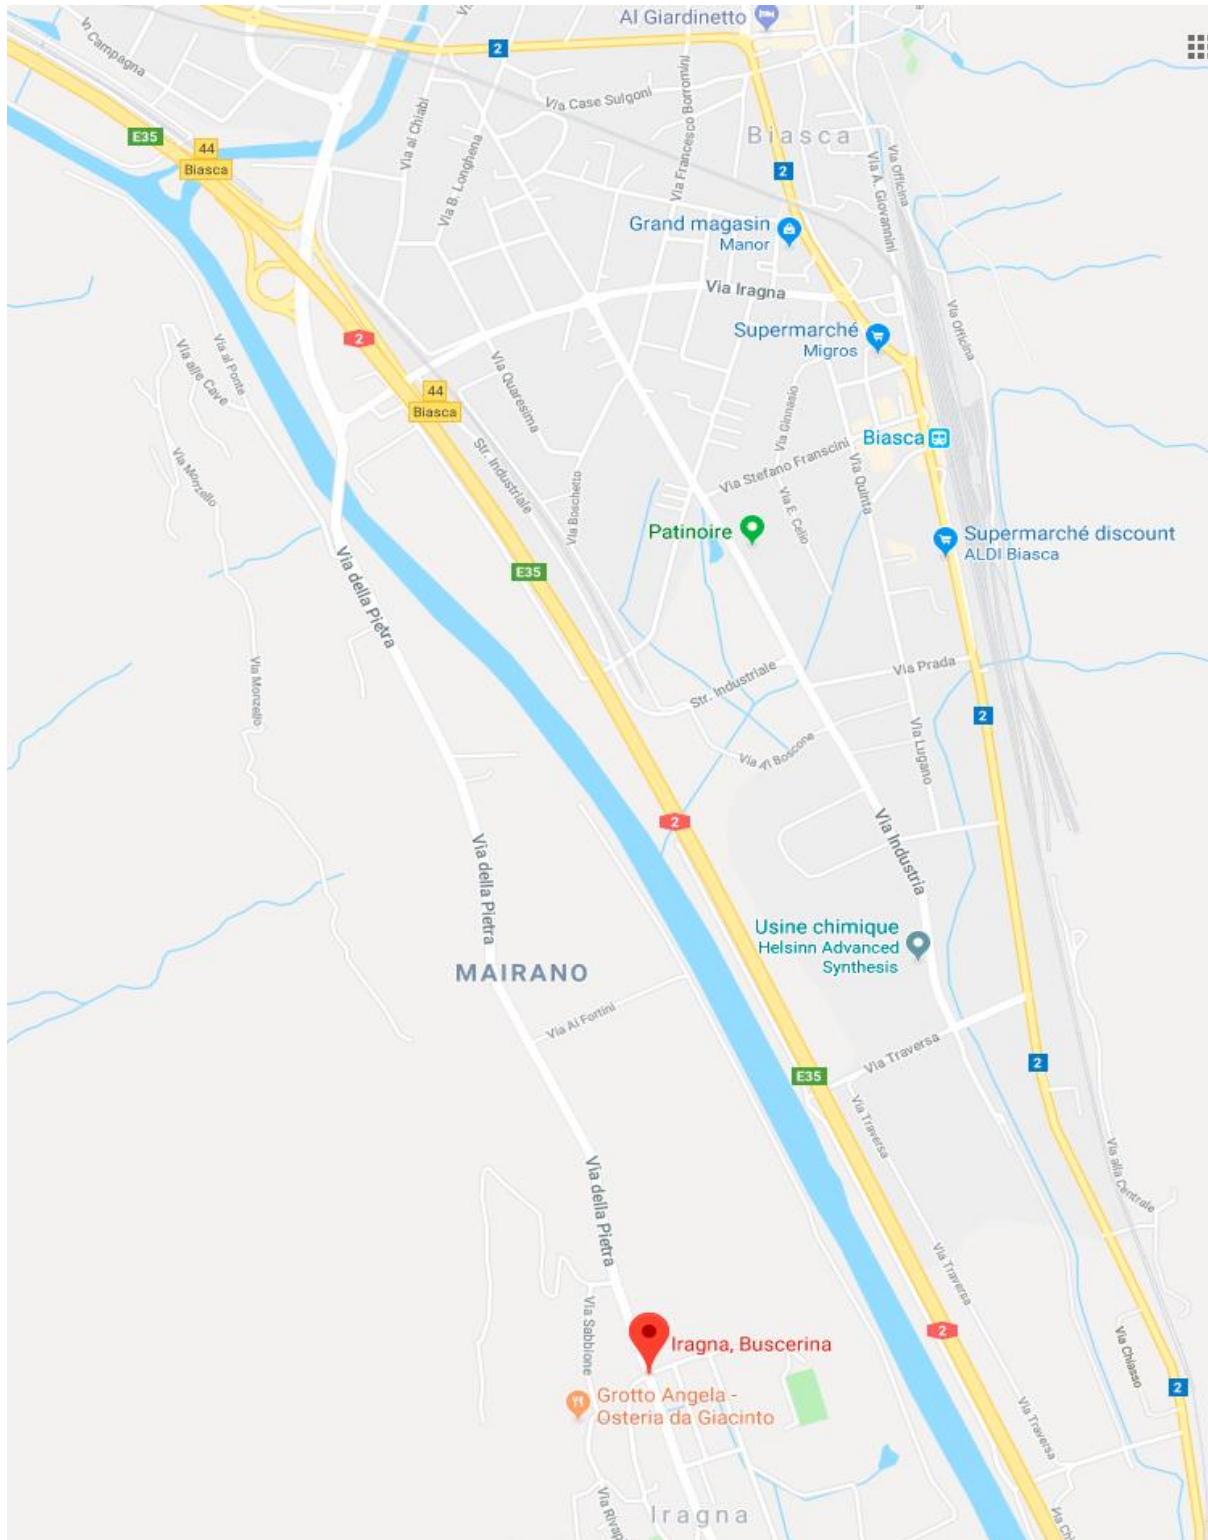 Al Giardinetto
2
In Campagna
Via Case Sulgoni
Via Francesco Borromini
E35
Via al Chiabi
Via B. Longhena
Biasca
44
Biasca
2
Via A. Giovannini
Via Officina
Grand magasin
Manor
Via Iragna
Via Officina
2
Supermarché
Migros
Via al Ponte
Via alle Cave
Via Quaresima
44
Biasca
Via Ginnasio
Biasca
Str. Industriale
Via Stefano Franscini
Via Monzello
Via Boschetto
Via Quinta
Via E. Celio
Patinoire
Supermarché discount
ALDI Biasca
Via della Pietra
E35
Via Monzello
Via Prada
Str. Industriale
2
Via Lugano
Via Al Boscone
2
Via della Pietra
Via Industria
Usine chimique
Helsinn Advanced
Synthesis
MAIRANO
Via Ai Fortini
Via Traversa
2
E35
Via Traversa
Via alla Centrale
Via della Pietra
Via Traversa
Via Sabbione
2
Iragna, Buscerina
Via Chiasso
2
Grotto Angela -
Osteria da Giacinto
Via Traversa
Iragna